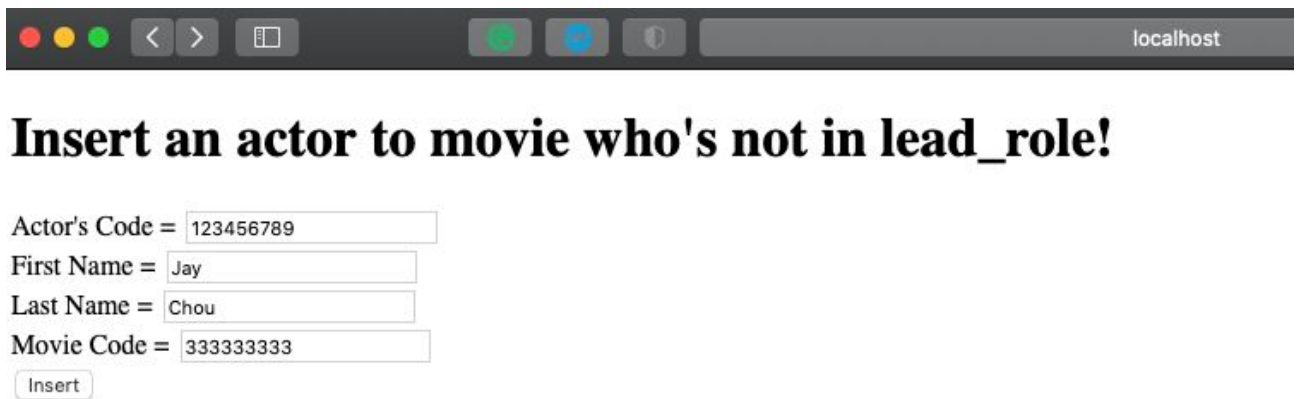 localhost
Insert an actor to movie who's not in lead_role!
Actor's Code = 123456789
First Name = Jay
Last Name = Chou
Movie Code = 333333333
Insert